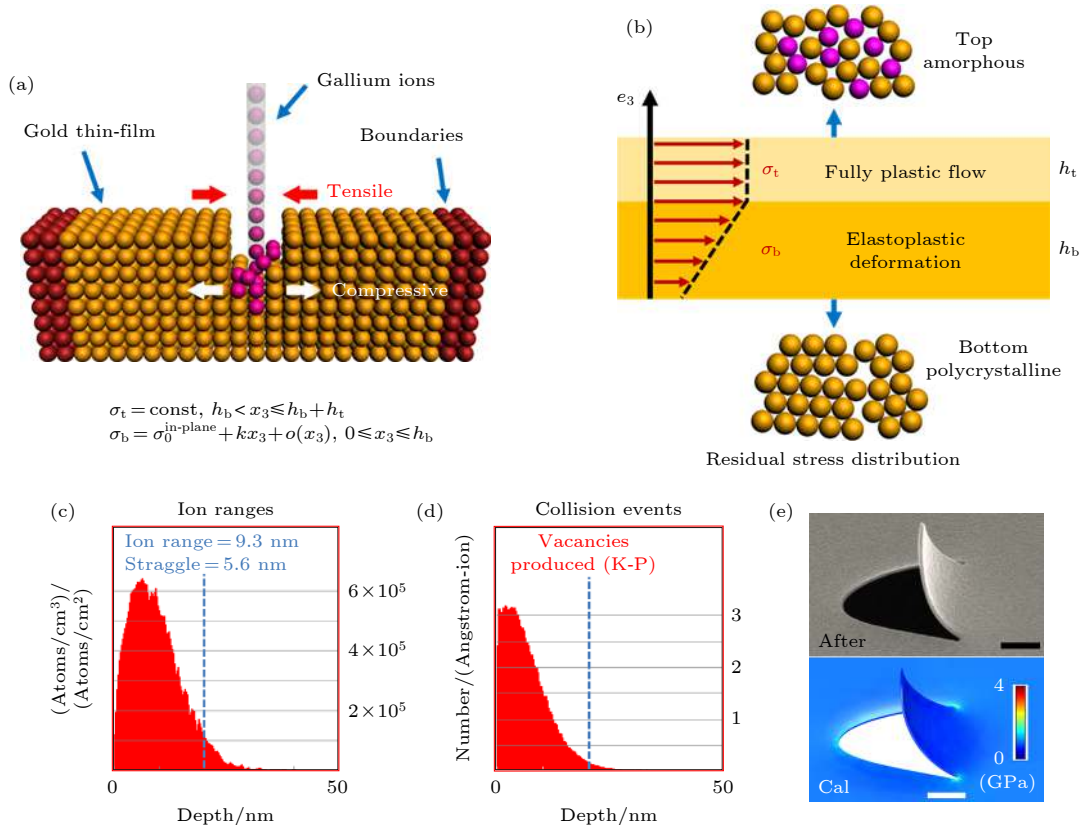 (a)
Gallium ions
Gold thin-film
Boundaries
Tensile
Compressive
σt = const, hb < x3 ⩽ hb + ht
σb = σ0^in-plane + kx3 + o(x3), 0 ⩽ x3 ⩽ hb
(b)
Top
amorphous
e3
σt
Fully plastic flow
ht
σb
Elastoplastic
deformation
hb
Bottom
polycrystalline
Residual stress distribution
(c)
Ion ranges
Ion range = 9.3 nm
Straggle = 5.6 nm
(Atoms/cm³)/
(Atoms/cm²)
6×10⁵
4×10⁵
2×10⁵
0
50
Depth/nm
(d)
Collision events
Vacancies
produced (K-P)
Number/(Angstrom-ion)
3
2
1
0
50
Depth/nm
(e)
After
4
0
(GPa)
Cal